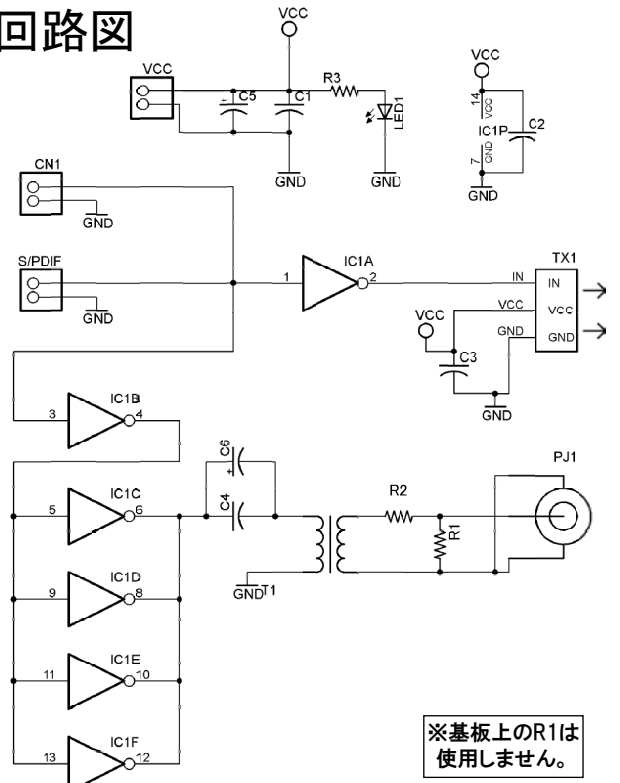 回路図
VCC
VCC
C5
C1
R3
LED1
GND
GND
VCC
14
VCC
IC1P
C2
7
GND
GND
CN1
GND
S/PDIF
GND
1
IC1A
2
TX1
IN
IN
VCC
VCC
GND
GND
VCC
C3
GND
3
IC1B
4
5
IC1C
6
C6
C4
GND
T1
R2
R1
PJ1
9
IC1D
8
11
IC1E
10
13
IC1F
12
※基板上のR1は
使用しません。